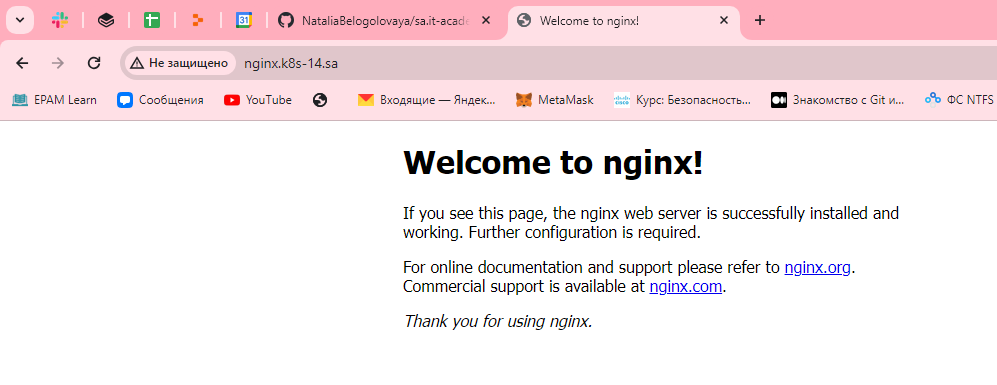 31
NataliaBelogolovaya/sa.it-acade
Welcome to nginx!
Не защищено
nginx.k8s-14.sa
EPAM Learn
Сообщения
YouTube
Входящие — Яндек...
MetaMask
CISCO
Курс: Безопасность...
Знакомство с Git и...
ФС NTFS
Welcome to nginx!
If you see this page, the nginx web server is successfully installed and
working. Further configuration is required.
For online documentation and support please refer to nginx.org.
Commercial support is available at nginx.com.
Thank you for using nginx.